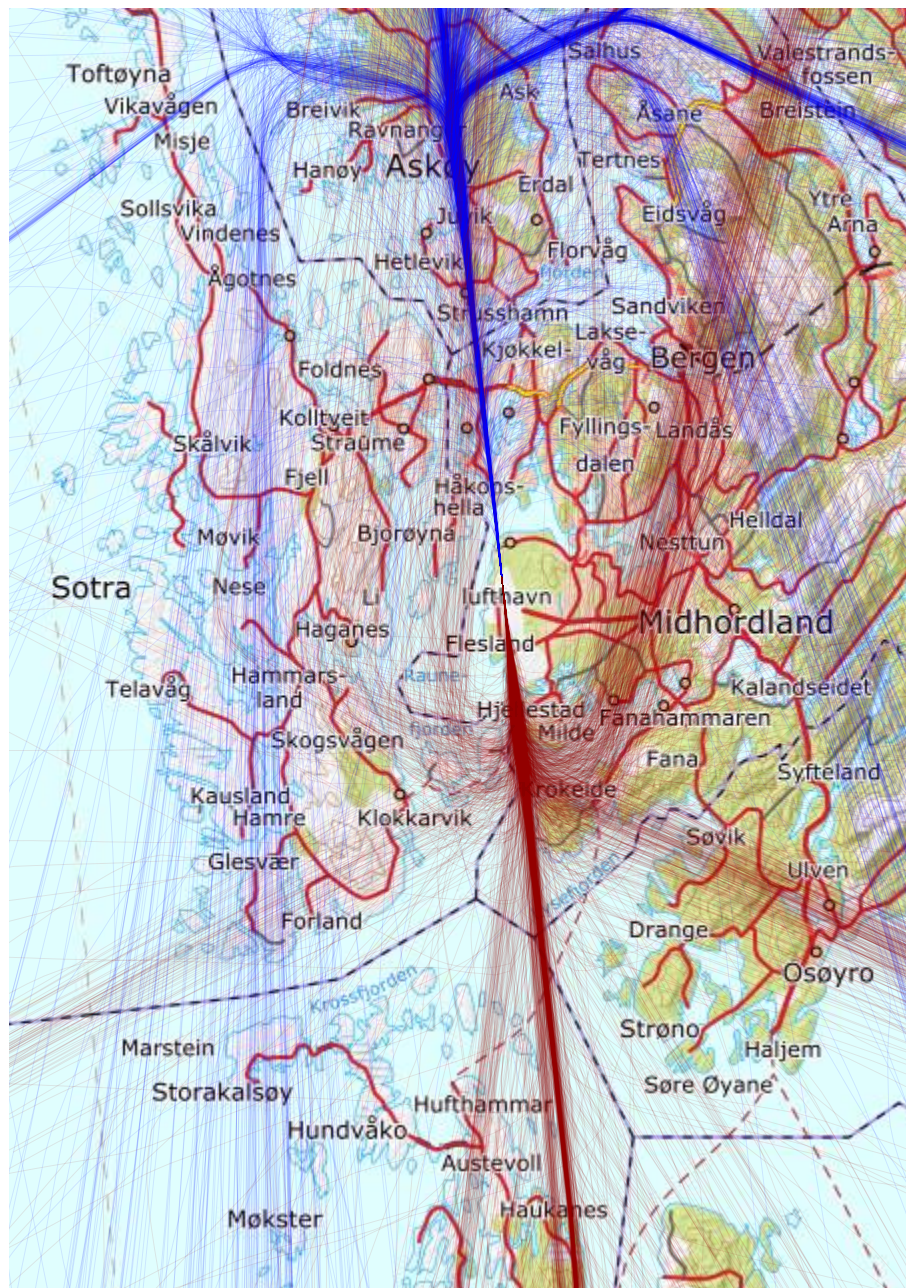 Salhus
Valestrands-
fossen
Toftøyna
Ask
Vikavågen
Breivik
Åsane
Breistein
Misje
Ravnanger
Tertnes
Hanøy
Askøy
Erdal
Ytre
Arna
Sollsvika
Juvik
Eidsvåg
Vindenes
Florvåg
Hetlevik
fjorden
Ågotnes
Strusshamn
Sandviken
Kjøkkel-
våg
Lakse-
Bergen
Foldnes
Kolltveit
Straume
Fyllings-
dalen
Landås
Skålvik
Fjell
Håkons-
hella
Helldal
Møvik
Bjorøyna
Nesttun
Sotra
Nese
Li
lufthavn
Flesland
Midhordland
Haganes
Hammars-
land
Raune-
fjorden
Telavåg
Kalandseidet
Hjellestad
Milde
Fanahammaren
Skogsvågen
Fana
Syfteland
Kausland
Krokeide
Hamre
Klokkarvik
Søvik
Glesvær
Ulven
Forland
Drange
Osøyro
Krossfjorden
Strøno
Marstein
Haljem
Storakalsøy
Søre Øyane
Hufthammar
Hundvåko
Austevoll
Møkster
Haukanes